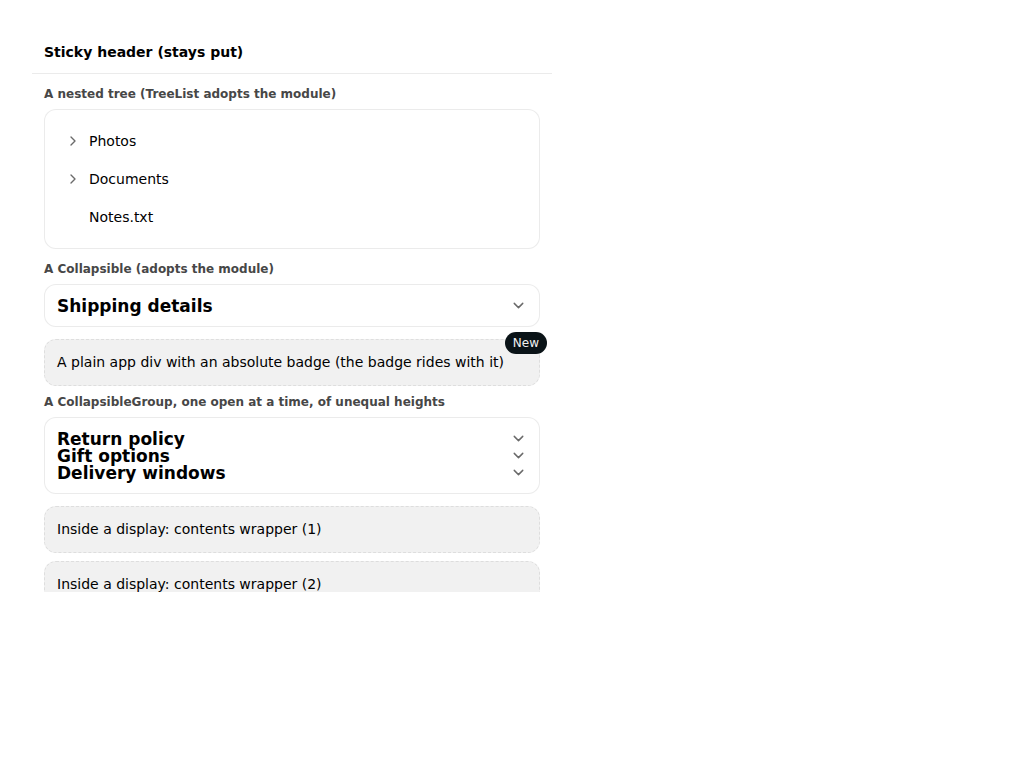 Sticky header (stays put)
A nested tree (TreeList adopts the module)
Photos
Documents
Notes.txt
A Collapsible (adopts the module)
Shipping details
New
A plain app div with an absolute badge (the badge rides with it)
A CollapsibleGroup, one open at a time, of unequal heights
Return policy
Gift options
Delivery windows
Inside a display: contents wrapper (1)
Inside a display: contents wrapper (2)